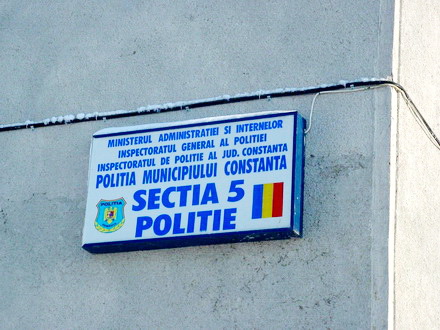 MINISTERUL ADMINISTRATIEI SI INTERNELOR
INSPECTORATUL GENERAL AL POLITIEI
INSPECTORATUL DE POLITIE AL JUD. CONSTANTA
POLITIA MUNICIPIULUI CONSTANTA
SECTIA 5
POLITIE
POLITIA